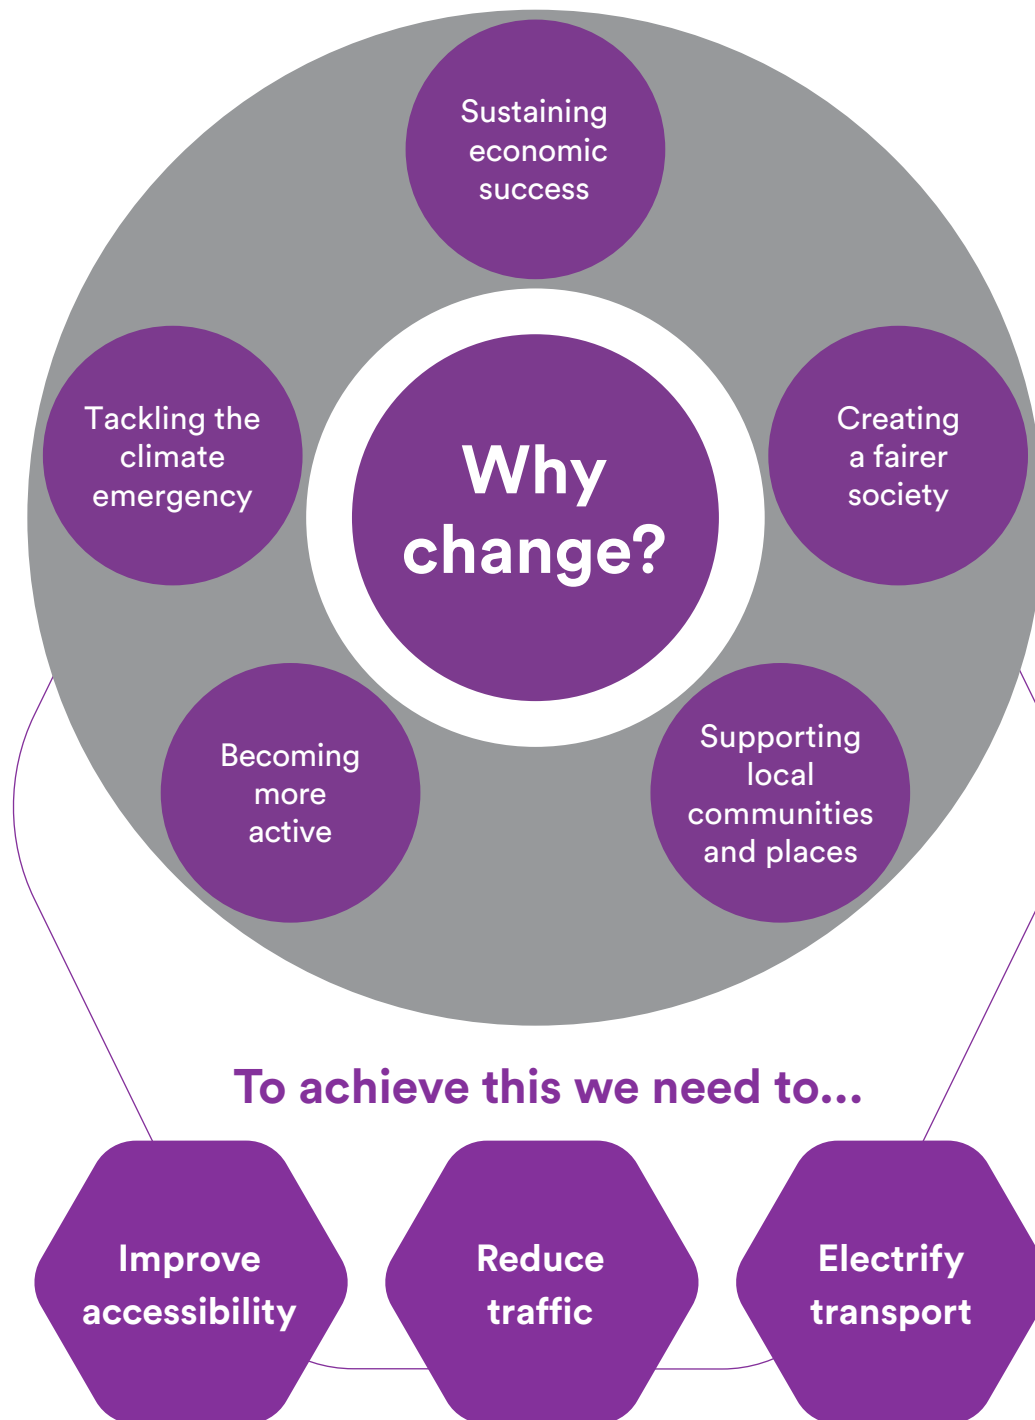 Sustaining
economic
success
Tackling the
climate
emergency
Why
change?
Creating
a fairer
society
Becoming
more
active
Supporting
local
communities
and places
To achieve this we need to...
Improve
accessibility
Reduce
traffic
Electrify
transport